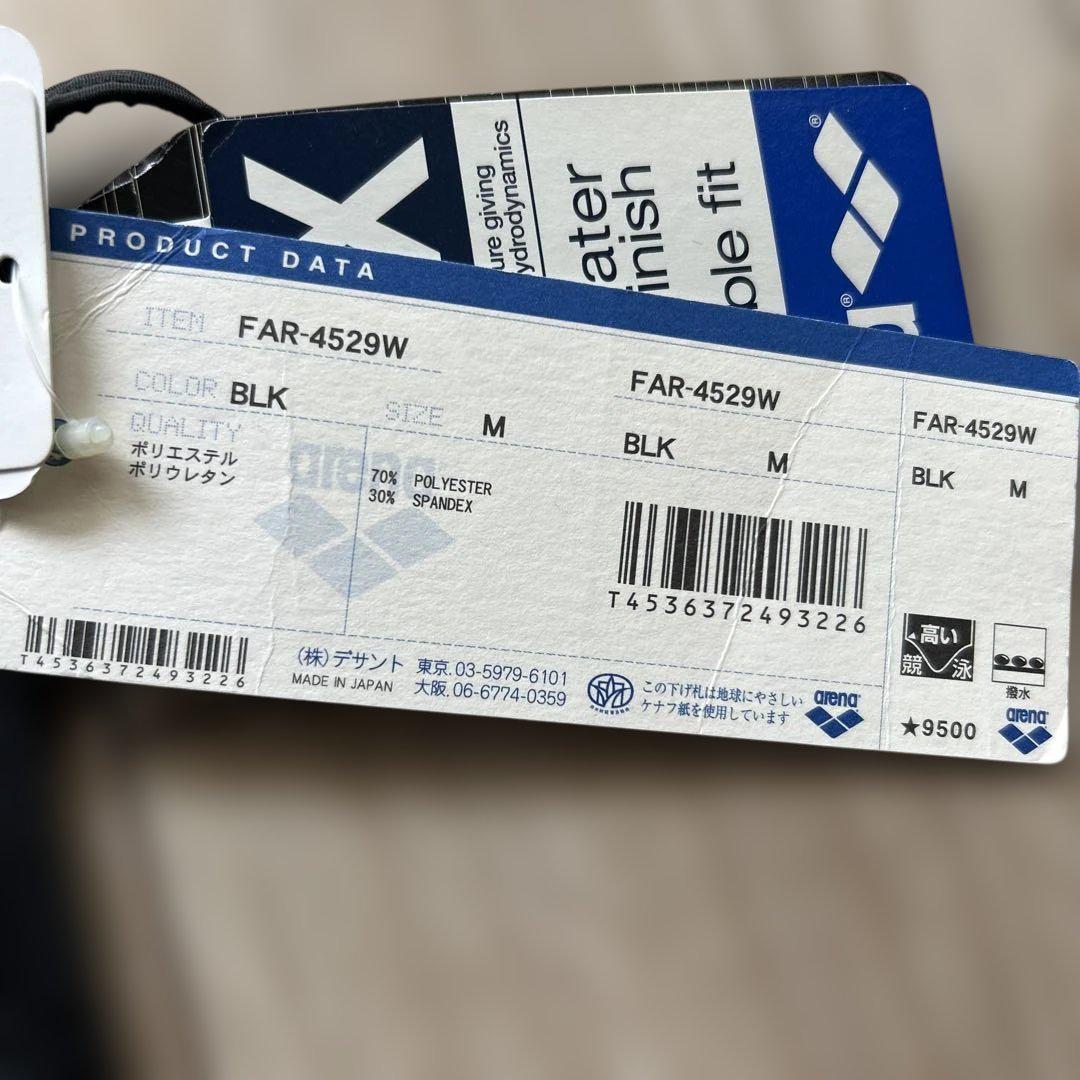 X
ure giving
ydrodynamics
ater
inish
ple fit
®
®
PRODUCT DATA
ITEM FAR-4529W
COLOR BLK
SIZE M
QUALITY
ポリエステル 70% POLYESTER
ポリウレタン 30% SPANDEX
arena
T4536372493226
(株)デサント 東京.03-5979-6101
MADE IN JAPAN 大阪.06-6774-0359
FAR-4529W
BLK M
T4536372493226
この下げ札は地球にやさしい
ケナフ紙を使用しています
arena
FAR-4529W
BLK M
高い
競泳
撥水
★9500
arena